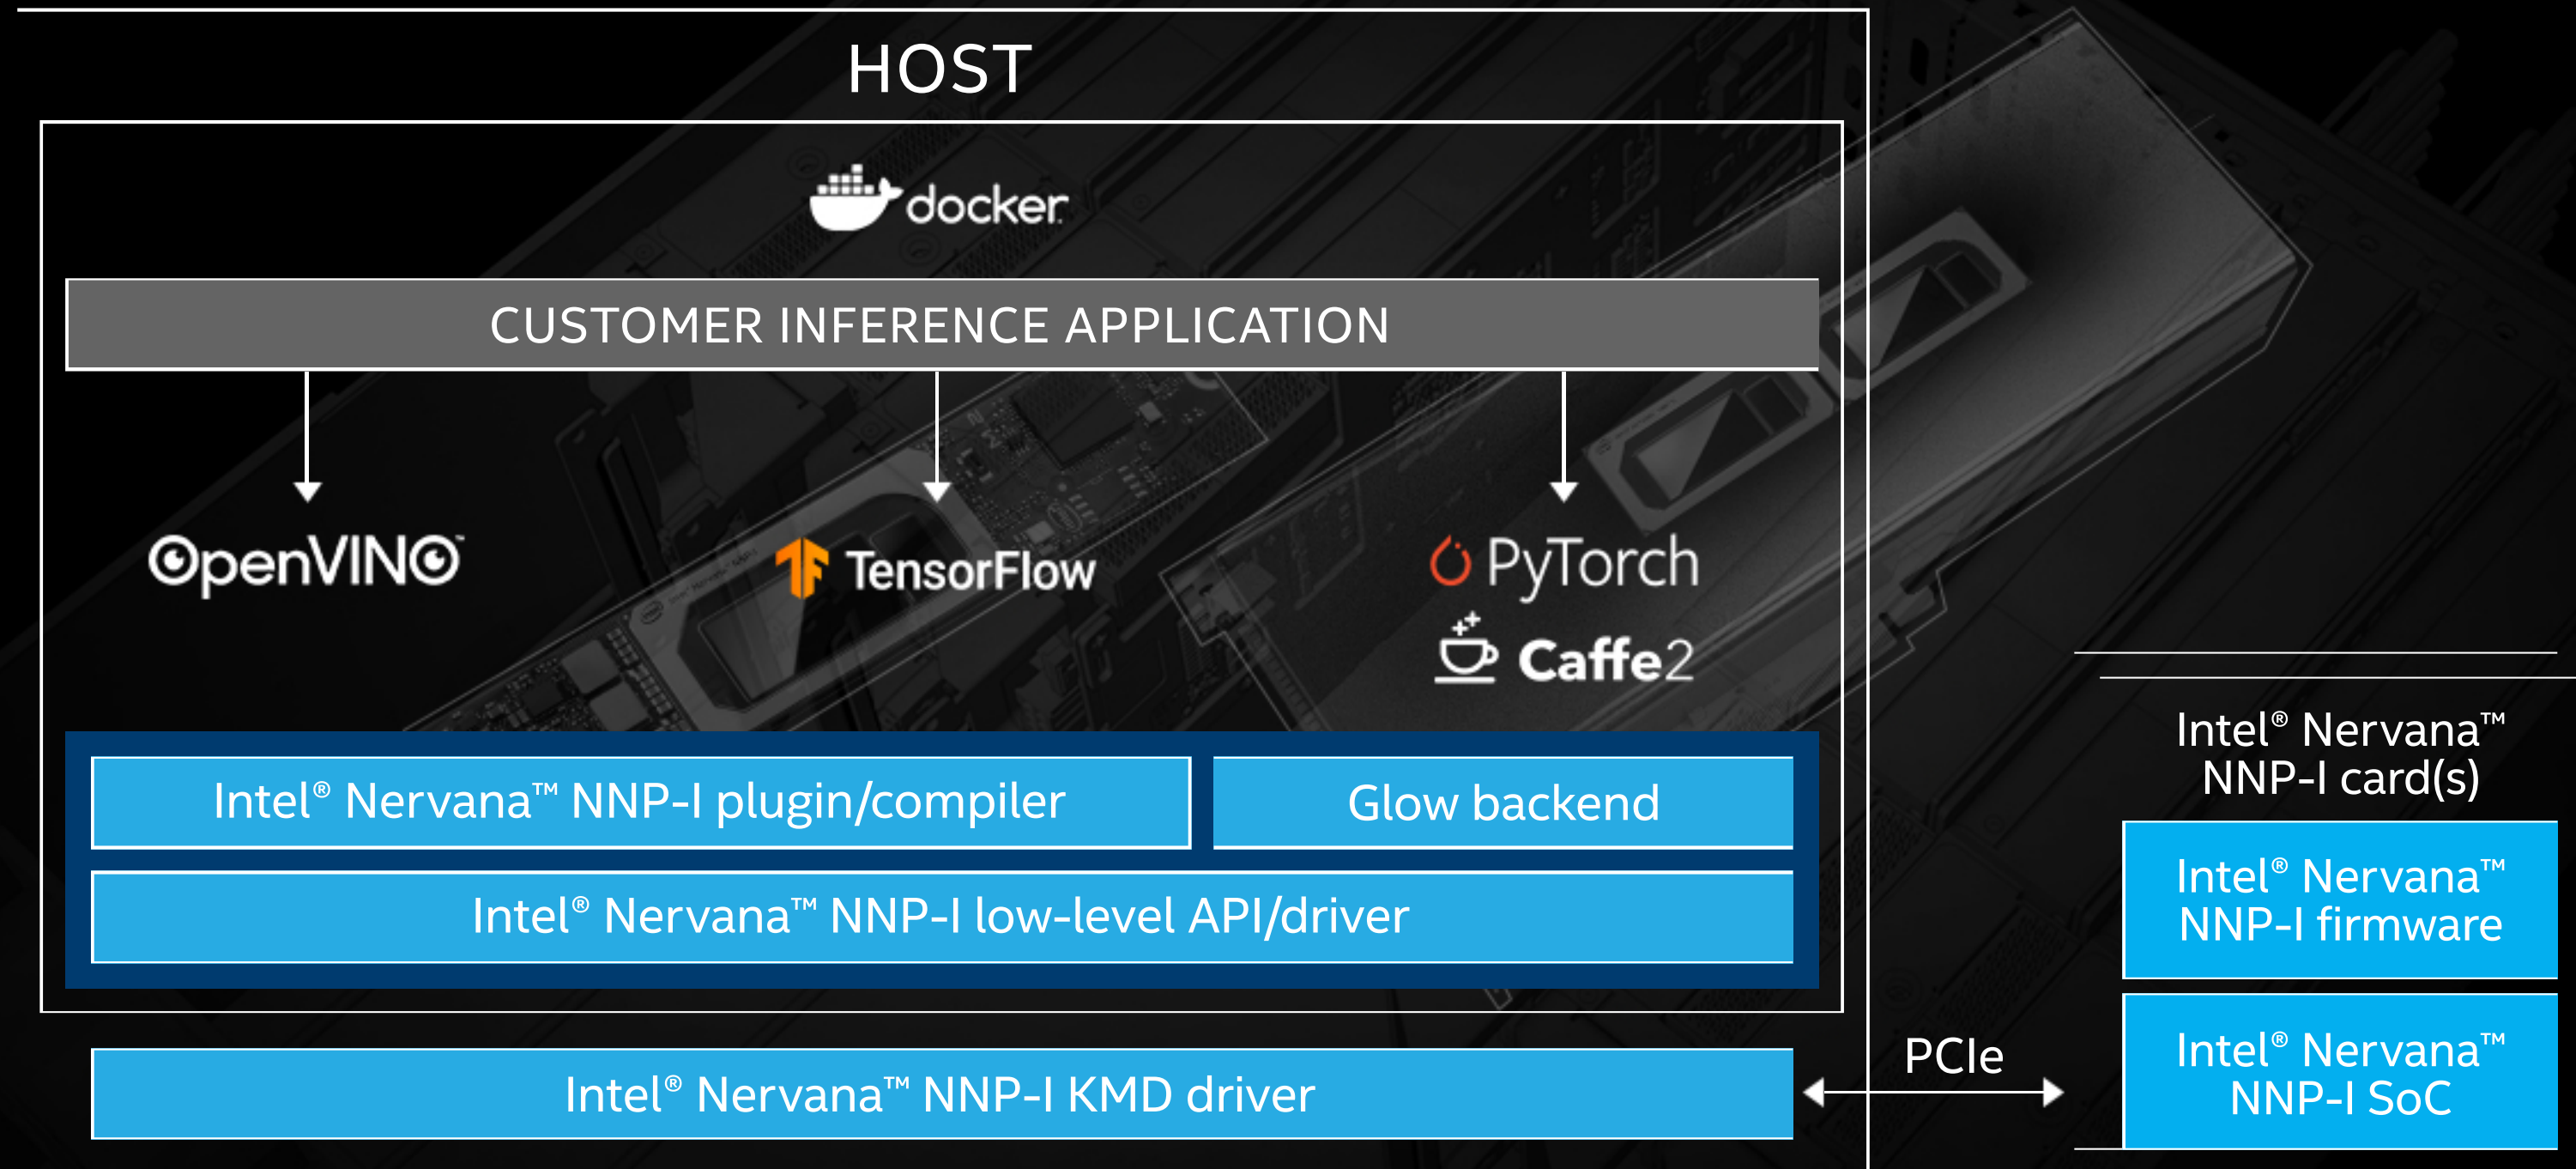 HOST
docker
CUSTOMER INFERENCE APPLICATION
OpenVINO™
TensorFlow
PyTorch
Caffe2
Intel® Nervana™ NNP-I plugin/compiler
Glow backend
Intel® Nervana™ NNP-I low-level API/driver
Intel® Nervana™ NNP-I KMD driver
PCIe
Intel® Nervana™
NNP-I card(s)
Intel® Nervana™
NNP-I firmware
Intel® Nervana™
NNP-I SoC